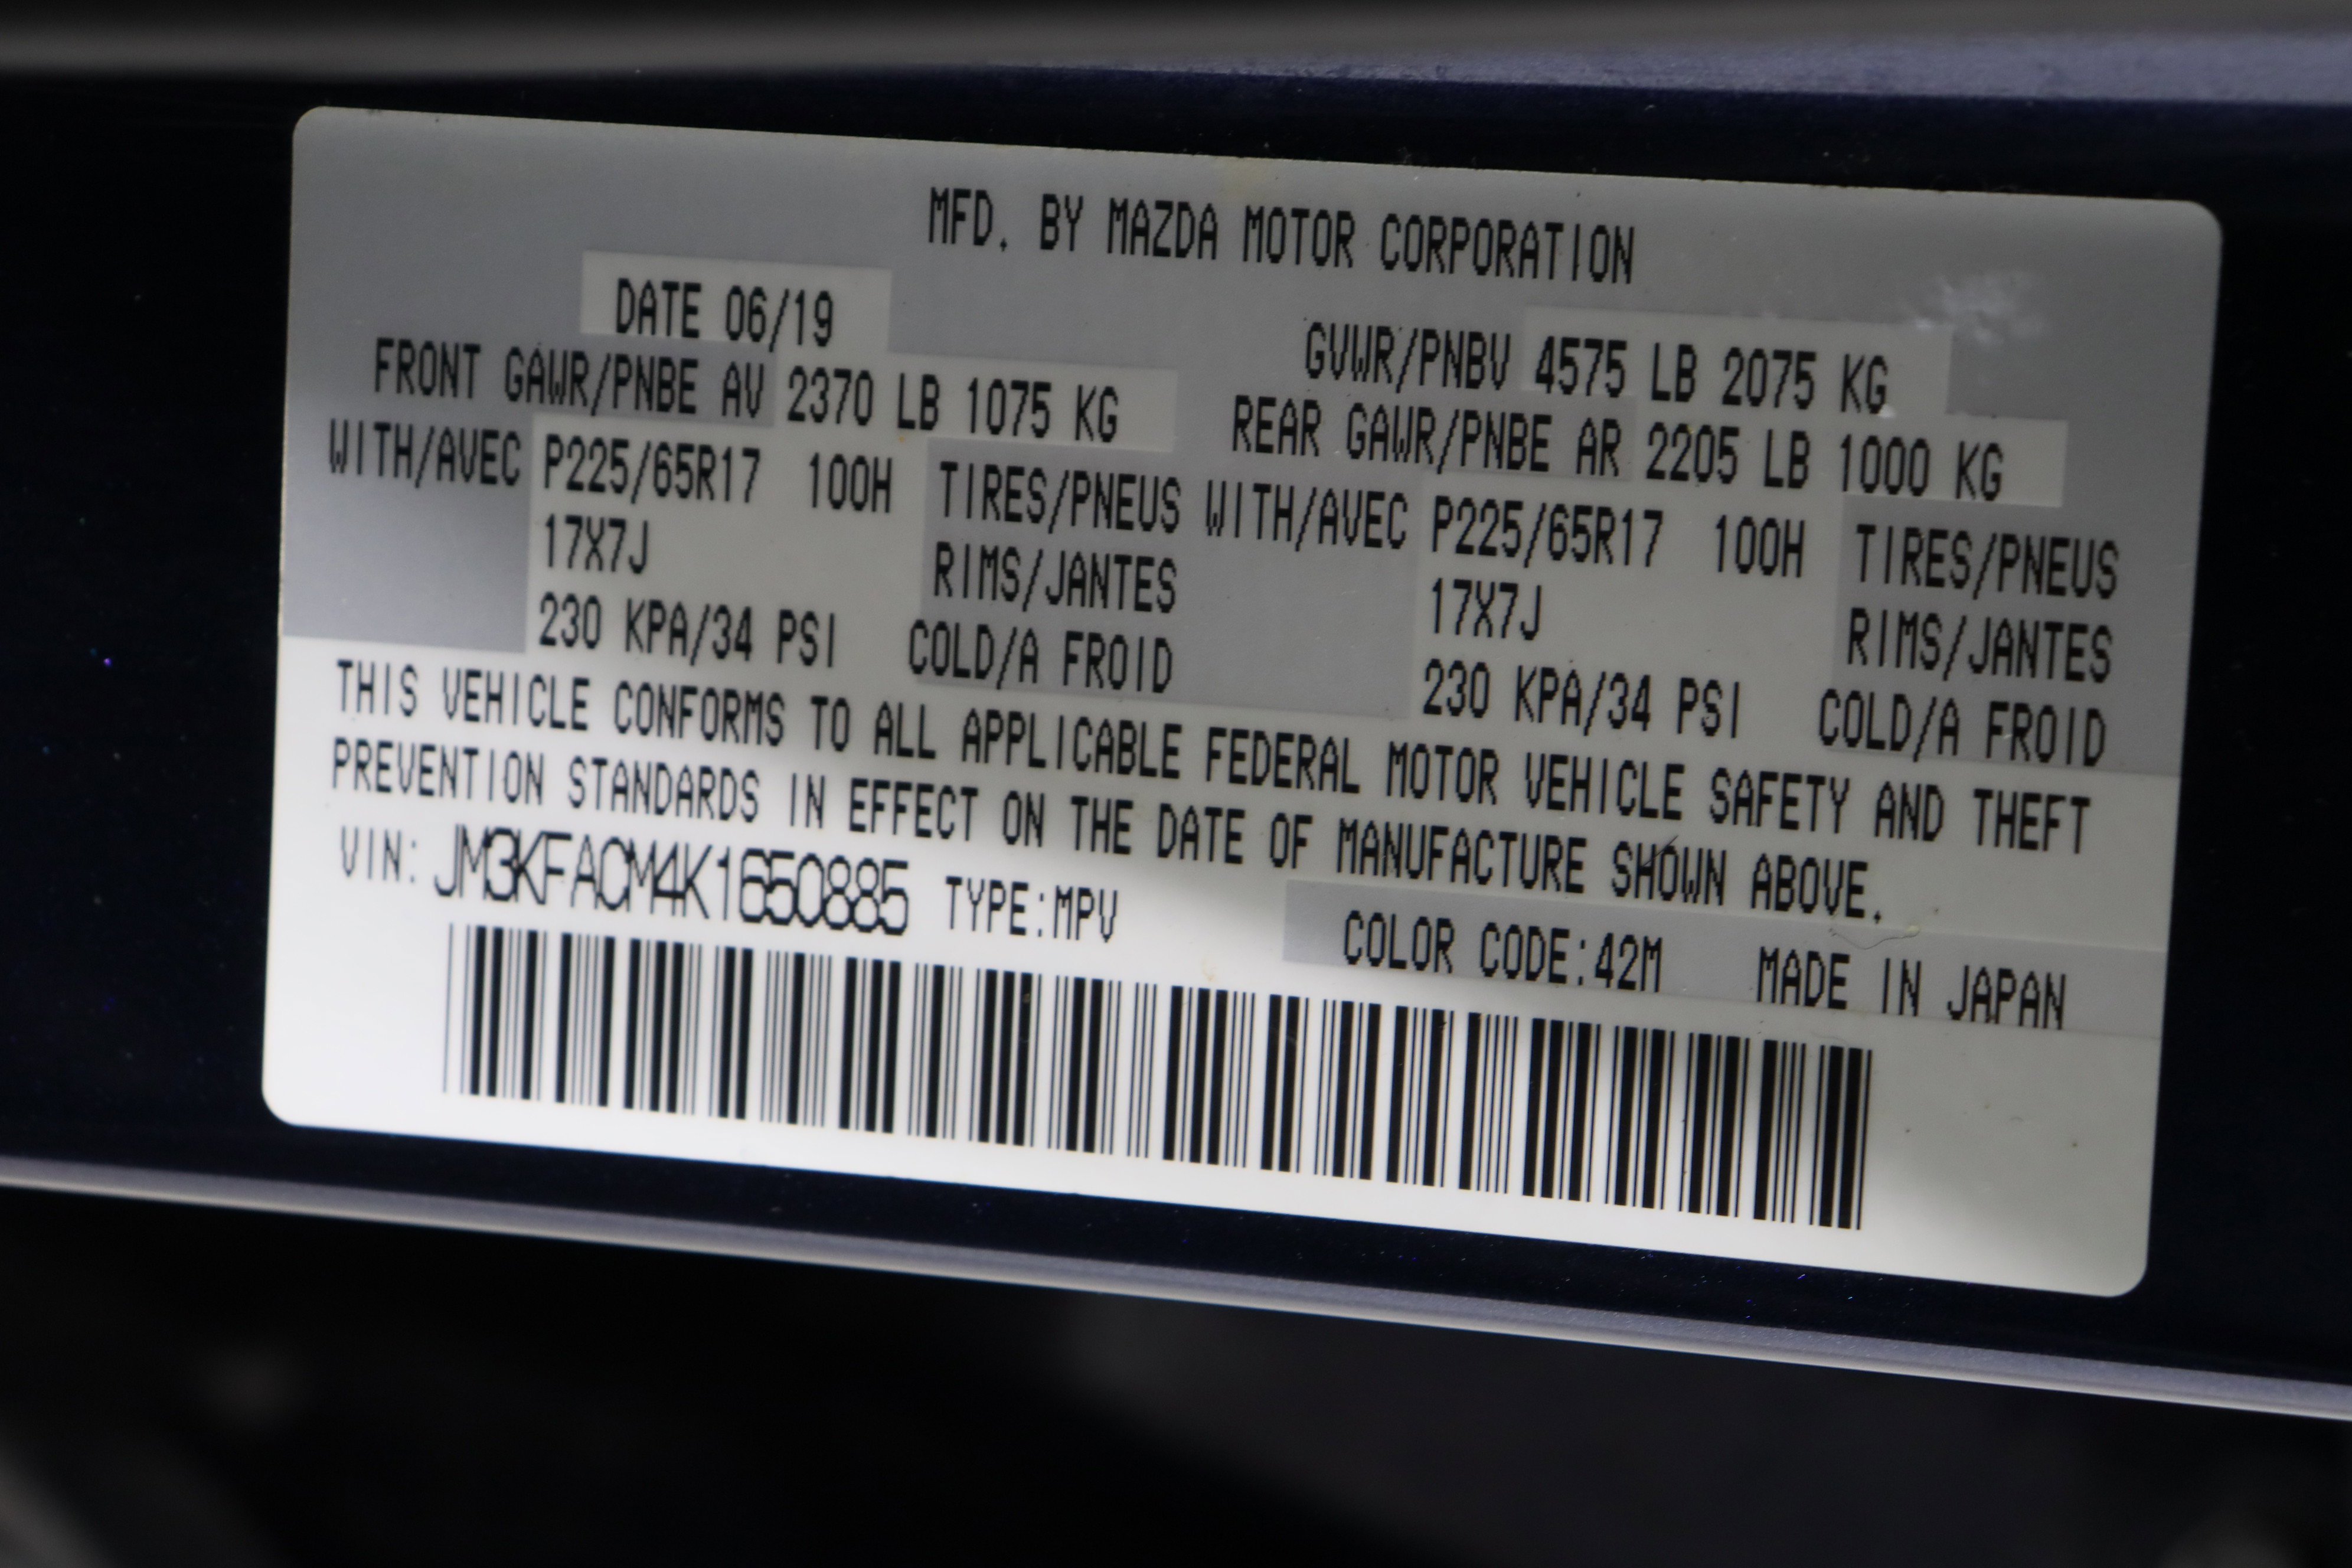 MFD. BY MAZDA MOTOR CORPORATION
DATE 06/19 GVWR/PNBV 4575 LB 2075 KG
FRONT GAWR/PNBE AV 2370 LB 1075 KG REAR GAWR/PNBE AR 2205 LB 1000 KG
WITH/AVEC P225/65R17 100H TIRES/PNEUS WITH/AVEC P225/65R17 100H TIRES/PNEUS
17X7J RIMS/JANTES 17X7J RIMS/JANTES
230 KPA/34 PSI COLD/A FROID 230 KPA/34 PSI COLD/A FROID
THIS VEHICLE CONFORMS TO ALL APPLICABLE FEDERAL MOTOR VEHICLE SAFETY AND THEFT
PREVENTION STANDARDS IN EFFECT ON THE DATE OF MANUFACTURE SHOWN ABOVE.
VIN: JM3KFACM4K1650885 TYPE:MPV COLOR CODE:42M MADE IN JAPAN